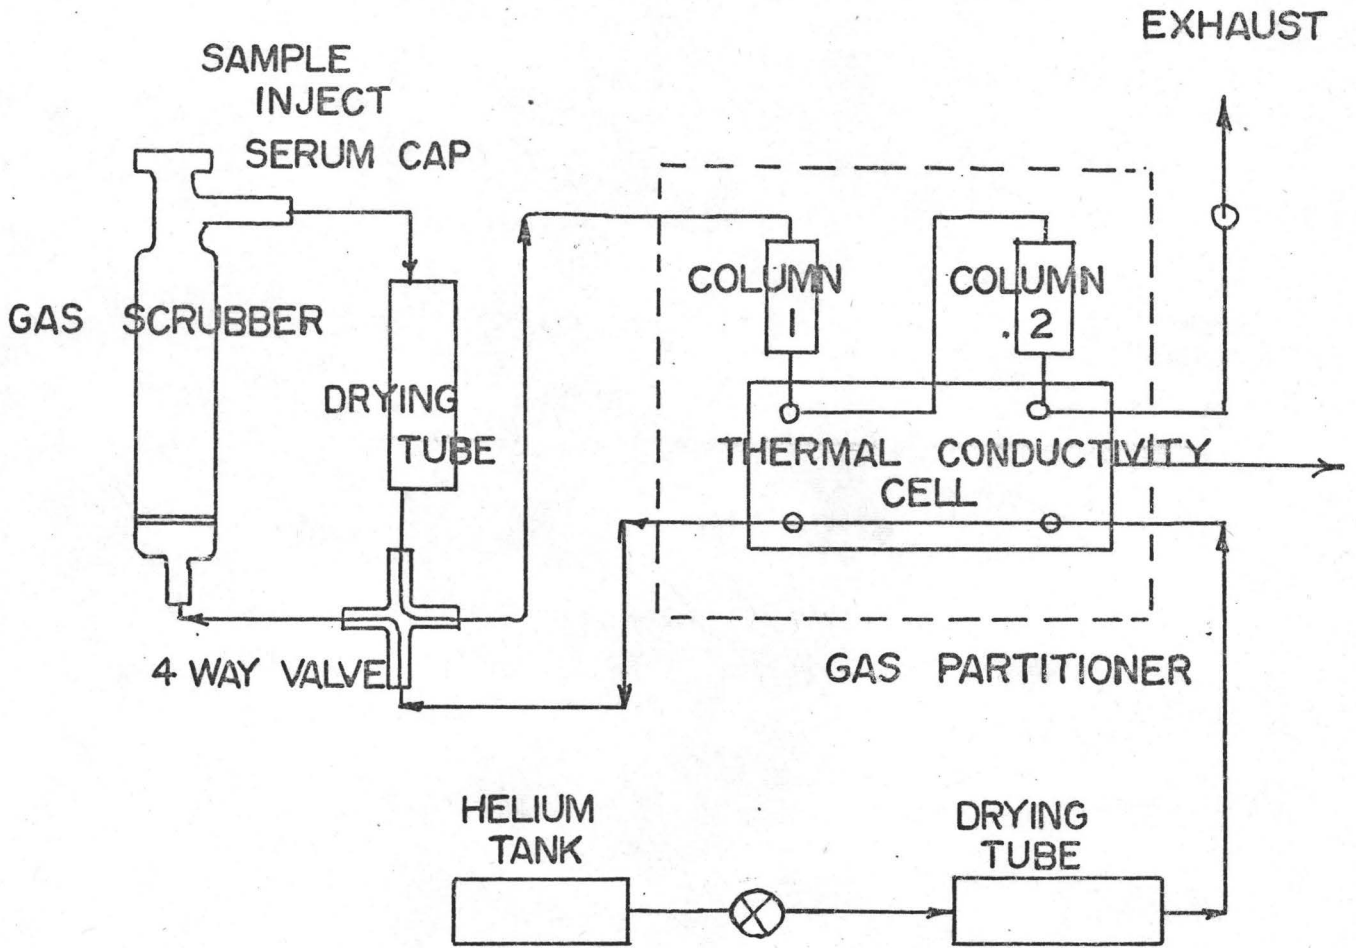 EXHAUST
SAMPLE
INJECT
SERUM CAP
GAS SCRUBBER
DRYING
TUBE
COLUMN
1
COLUMN
2
THERMAL CONDUCTIVITY
CELL
4 WAY VALVE
GAS PARTITIONER
HELIUM
TANK
DRYING
TUBE